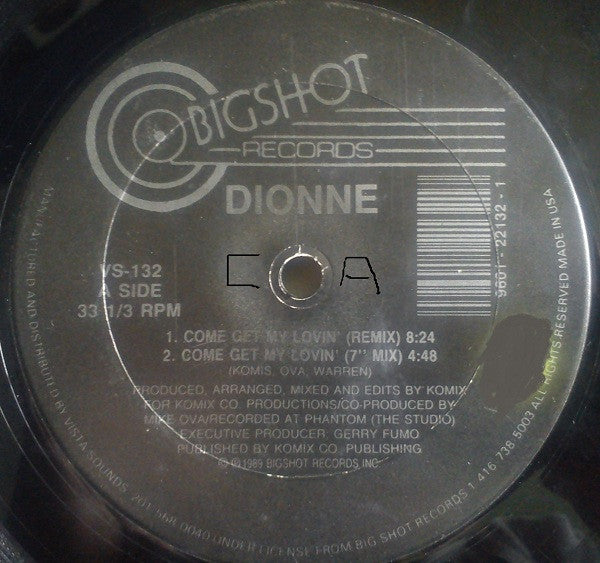 BIGSHOT
RECORDS
DIONNE
VS-132
A SIDE
33 1/3 RPM
C A
9601-22132-1
1. COME GET MY LOVIN' (REMIX) 8:24
2. COME GET MY LOVIN' (7" MIX) 4:48
(KOMIS, OVA, WARREN)
PRODUCED, ARRANGED, MIXED AND EDITS BY KOMIX
FOR KOMIX CO. PRODUCTIONS/CO-PRODUCED BY
MIKE OVA/RECORDED AT PHANTOM (THE STUDIO)
EXECUTIVE PRODUCER, GERRY FUMO
PUBLISHED BY KOMIX CO. PUBLISHING
© ℗ 1989 BIGSHOT RECORDS INC.
MANUFACTURED AND DISTRIBUTED BY VISTA SOUNDS, 201 568 0040 UNDER LICENSE FROM BIG SHOT RECORDS 1 416 738 5003 ALL RIGHTS RESERVED MADE IN USA